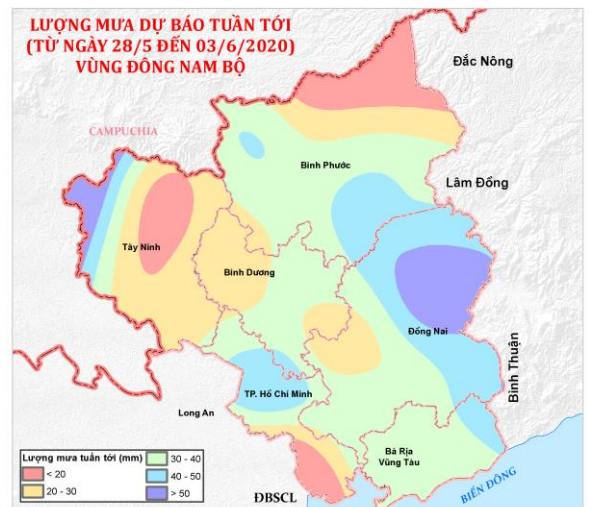 LƯỢNG MƯA DỰ BÁO TUẦN TỚI
(TỪ NGÀY 28/5 ĐẾN 03/6/2020)
VÙNG ĐÔNG NAM BỘ
Đắc Nông
CAMPUCHIA
Bình Phước
Lâm Đồng
Tây Ninh
Bình Dương
Đồng Nai
Bình Thuận
TP. Hồ Chí Minh
Long An
Bà Rịa
Vũng Tàu
Lượng mưa tuần tới (mm)
< 20
20 - 30
30 - 40
40 - 50
> 50
ĐBSCL
BIỂN ĐÔNG